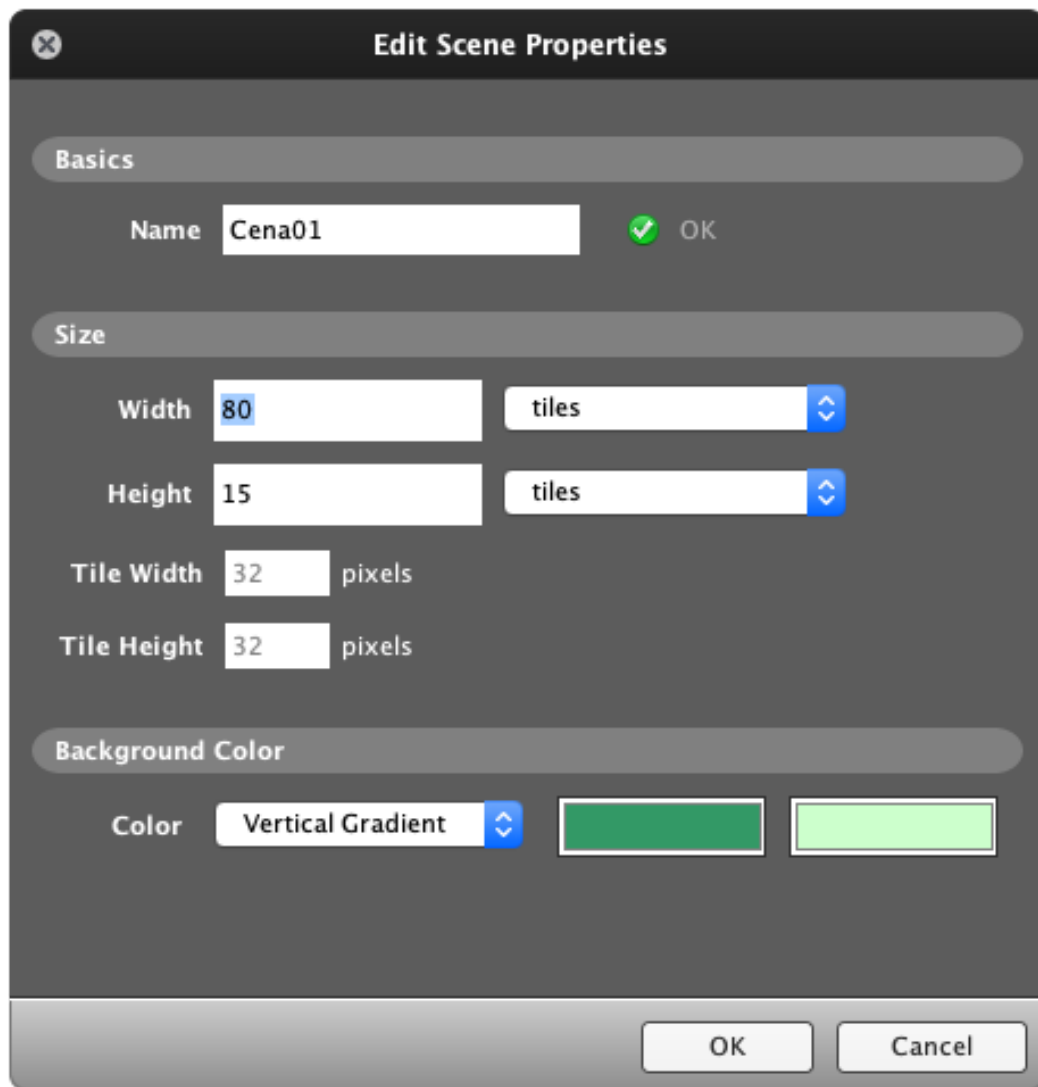 Edit Scene Properties
Basics
Name Cena01 OK
Size
Width 80 tiles
Height 15 tiles
Tile Width 32 pixels
Tile Height 32 pixels
Background Color
Color Vertical Gradient
OK Cancel